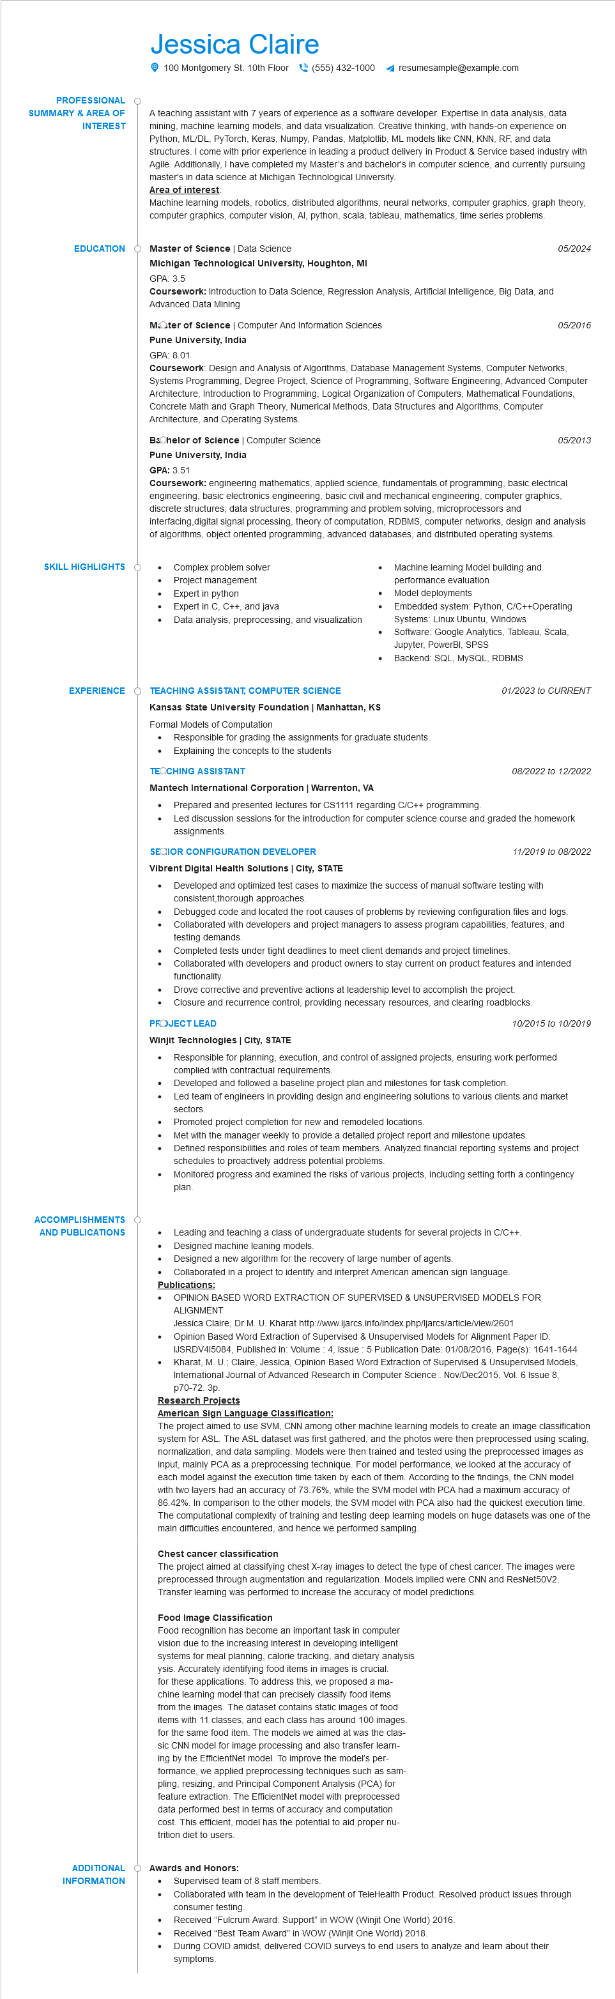 Jessica Claire
100 Montgomery St. 10th Floor (555) 432-1000 resumesample@example.com
PROFESSIONAL
SUMMARY & AREA OF
INTEREST
A teaching assistant with 7 years of experience as a software developer. Expertise in data analysis, data
mining, machine learning models, and data visualization. Creative thinking, with hands-on experience on
Python, ML/DL, PyTorch, Keras, Numpy, Pandas, Matplotlib, ML models like CNN, KNN, RF, and data
structures. I come with prior experience in leading a product delivery in Product & Service based industry with
Agile. Additionally, I have completed my Master's and bachelor's in computer science, and currently pursuing
master's in data science at Michigan Technological University.
Area of interest:
Machine learning models, robotics, distributed algorithms, neural networks, computer graphics, graph theory,
computer graphics, computer vision, AI, python, scala, tableau, mathematics, time series problems.
EDUCATION
Master of Science | Data Science 05/2024
Michigan Technological University, Houghton, MI
GPA: 3.5
Coursework: Introduction to Data Science, Regression Analysis, Artificial Intelligence, Big Data, and
Advanced Data Mining
Master of Science | Computer And Information Sciences 05/2016
Pune University, India
GPA: 8.01
Coursework: Design and Analysis of Algorithms, Database Management Systems, Computer Networks,
Systems Programming, Degree Project, Science of Programming, Software Engineering, Advanced Computer
Architecture, Introduction to Programming, Logical Organization of Computers, Mathematical Foundations,
Concrete Math and Graph Theory, Numerical Methods, Data Structures and Algorithms, Computer
Architecture, and Operating Systems.
Bachelor of Science | Computer Science 05/2013
Pune University, India
GPA: 3.51
Coursework: engineering mathematics, applied science, fundamentals of programming, basic electrical
engineering, basic electronics engineering, basic civil and mechanical engineering, computer graphics,
discrete structures, data structures, programming and problem solving, microprocessors and
interfacing,digital signal processing, theory of computation, RDBMS, computer networks, design and analysis
of algorithms, object oriented programming, advanced databases, and distributed operating systems.
SKILL HIGHLIGHTS
• Complex problem solver
• Project management
• Expert in python
• Expert in C, C++, and java
• Data analysis, preprocessing, and visualization
• Machine learning Model building and
performance evaluation
• Model deployments
• Embedded system: Python, C/C++Operating
Systems: Linux Ubuntu, Windows
• Software: Google Analytics, Tableau, Scala,
Jupyter, PowerBI, SPSS
• Backend: SQL, MySQL, RDBMS
EXPERIENCE
TEACHING ASSISTANT, COMPUTER SCIENCE 01/2023 to CURRENT
Kansas State University Foundation | Manhattan, KS
Formal Models of Computation
• Responsible for grading the assignments for graduate students.
• Explaining the concepts to the students
TEACHING ASSISTANT 08/2022 to 12/2022
Mantech International Corporation | Warrenton, VA
• Prepared and presented lectures for CS1111 regarding C/C++ programming.
• Led discussion sessions for the introduction for computer science course and graded the homework
assignments.
SENIOR CONFIGURATION DEVELOPER 11/2019 to 08/2022
Vibrent Digital Health Solutions | City, STATE
• Developed and optimized test cases to maximize the success of manual software testing with
consistent,thorough approaches.
• Debugged code and located the root causes of problems by reviewing configuration files and logs.
• Collaborated with developers and project managers to assess program capabilities, features, and
testing demands.
• Completed tests under tight deadlines to meet client demands and project timelines.
• Collaborated with developers and product owners to stay current on product features and intended
functionality.
• Drove corrective and preventive actions at leadership level to accomplish the project.
• Closure and recurrence control, providing necessary resources, and clearing roadblocks.
PROJECT LEAD 10/2015 to 10/2019
Winjit Technologies | City, STATE
• Responsible for planning, execution, and control of assigned projects, ensuring work performed
complied with contractual requirements.
• Developed and followed a baseline project plan and milestones for task completion.
• Led team of engineers in providing design and engineering solutions to various clients and market
sectors.
• Promoted project completion for new and remodeled locations.
• Met with the manager weekly to provide a detailed project report and milestone updates.
• Defined responsibilities and roles of team members. Analyzed financial reporting systems and project
schedules to proactively address potential problems.
• Monitored progress and examined the risks of various projects, including setting forth a contingency
plan.
ACCOMPLISHMENTS
AND PUBLICATIONS
• Leading and teaching a class of undergraduate students for several projects in C/C++.
• Designed machine leaning models.
• Designed a new algorithm for the recovery of large number of agents.
• Collaborated in a project to identify and interpret American american sign language.
Publications:
• OPINION BASED WORD EXTRACTION OF SUPERVISED & UNSUPERVISED MODELS FOR
ALIGNMENT
Jessica Claire, Dr M. U. Kharat http://www.ijarcs.info/index.php/Ijarcs/article/view/2601
• Opinion Based Word Extraction of Supervised & Unsupervised Models for Alignment Paper ID:
IJSRDV4I5084, Published in: Volume : 4, Issue : 5 Publication Date: 01/08/2016, Page(s): 1641-1644
• Kharat, M. U.; Claire, Jessica, Opinion Based Word Extraction of Supervised & Unsupervised Models,
International Journal of Advanced Research in Computer Science . Nov/Dec2015, Vol. 6 Issue 8,
p70-72. 3p.
Research Projects
American Sign Language Classification:
The project aimed to use SVM, CNN among other machine learning models to create an image classification
system for ASL. The ASL dataset was first gathered, and the photos were then preprocessed using scaling,
normalization, and data sampling. Models were then trained and tested using the preprocessed images as
input, mainly PCA as a preprocessing technique. For model performance, we looked at the accuracy of
each model against the execution time taken by each of them. According to the findings, the CNN model
with two layers had an accuracy of 73.76%, while the SVM model with PCA had a maximum accuracy of
86.42%. In comparison to the other models, the SVM model with PCA also had the quickest execution time.
The computational complexity of training and testing deep learning models on huge datasets was one of the
main difficulties encountered, and hence we performed sampling.
Chest cancer classification
The project aimed at classifying chest X-ray images to detect the type of chest cancer. The images were
preprocessed through augmentation and regularization. Models implied were CNN and ResNet50V2.
Transfer learning was performed to increase the accuracy of model predictions.
Food Image Classification
Food recognition has become an important task in computer
vision due to the increasing interest in developing intelligent
systems for meal planning, calorie tracking, and dietary analysis
ysis. Accurately identifying food items in images is crucial.
for these applications. To address this, we proposed a ma-
chine learning model that can precisely classify food items
from the images. The dataset contains static images of food
items with 11 classes, and each class has around 100 images.
for the same food item. The models we aimed at was the clas-
sic CNN model for image processing and also transfer learn-
ing by the EfficientNet model. To improve the model's per-
formance, we applied preprocessing techniques such as sam-
pling, resizing, and Principal Component Analysis (PCA) for
feature extraction. The EfficientNet model with preprocessed
data performed best in terms of accuracy and computation
cost. This efficient, model has the potential to aid proper nu-
trition diet to users.
ADDITIONAL
INFORMATION
Awards and Honors:
• Supervised team of 8 staff members.
• Collaborated with team in the development of TeleHealth Product. Resolved product issues through
consumer testing.
• Received "Fulcrum Award: Support" in WOW (Winjit One World) 2016.
• Received "Best Team Award" in WOW (Winjit One World) 2018.
• During COVID amidst, delivered COVID surveys to end users to analyze and learn about their
symptoms.